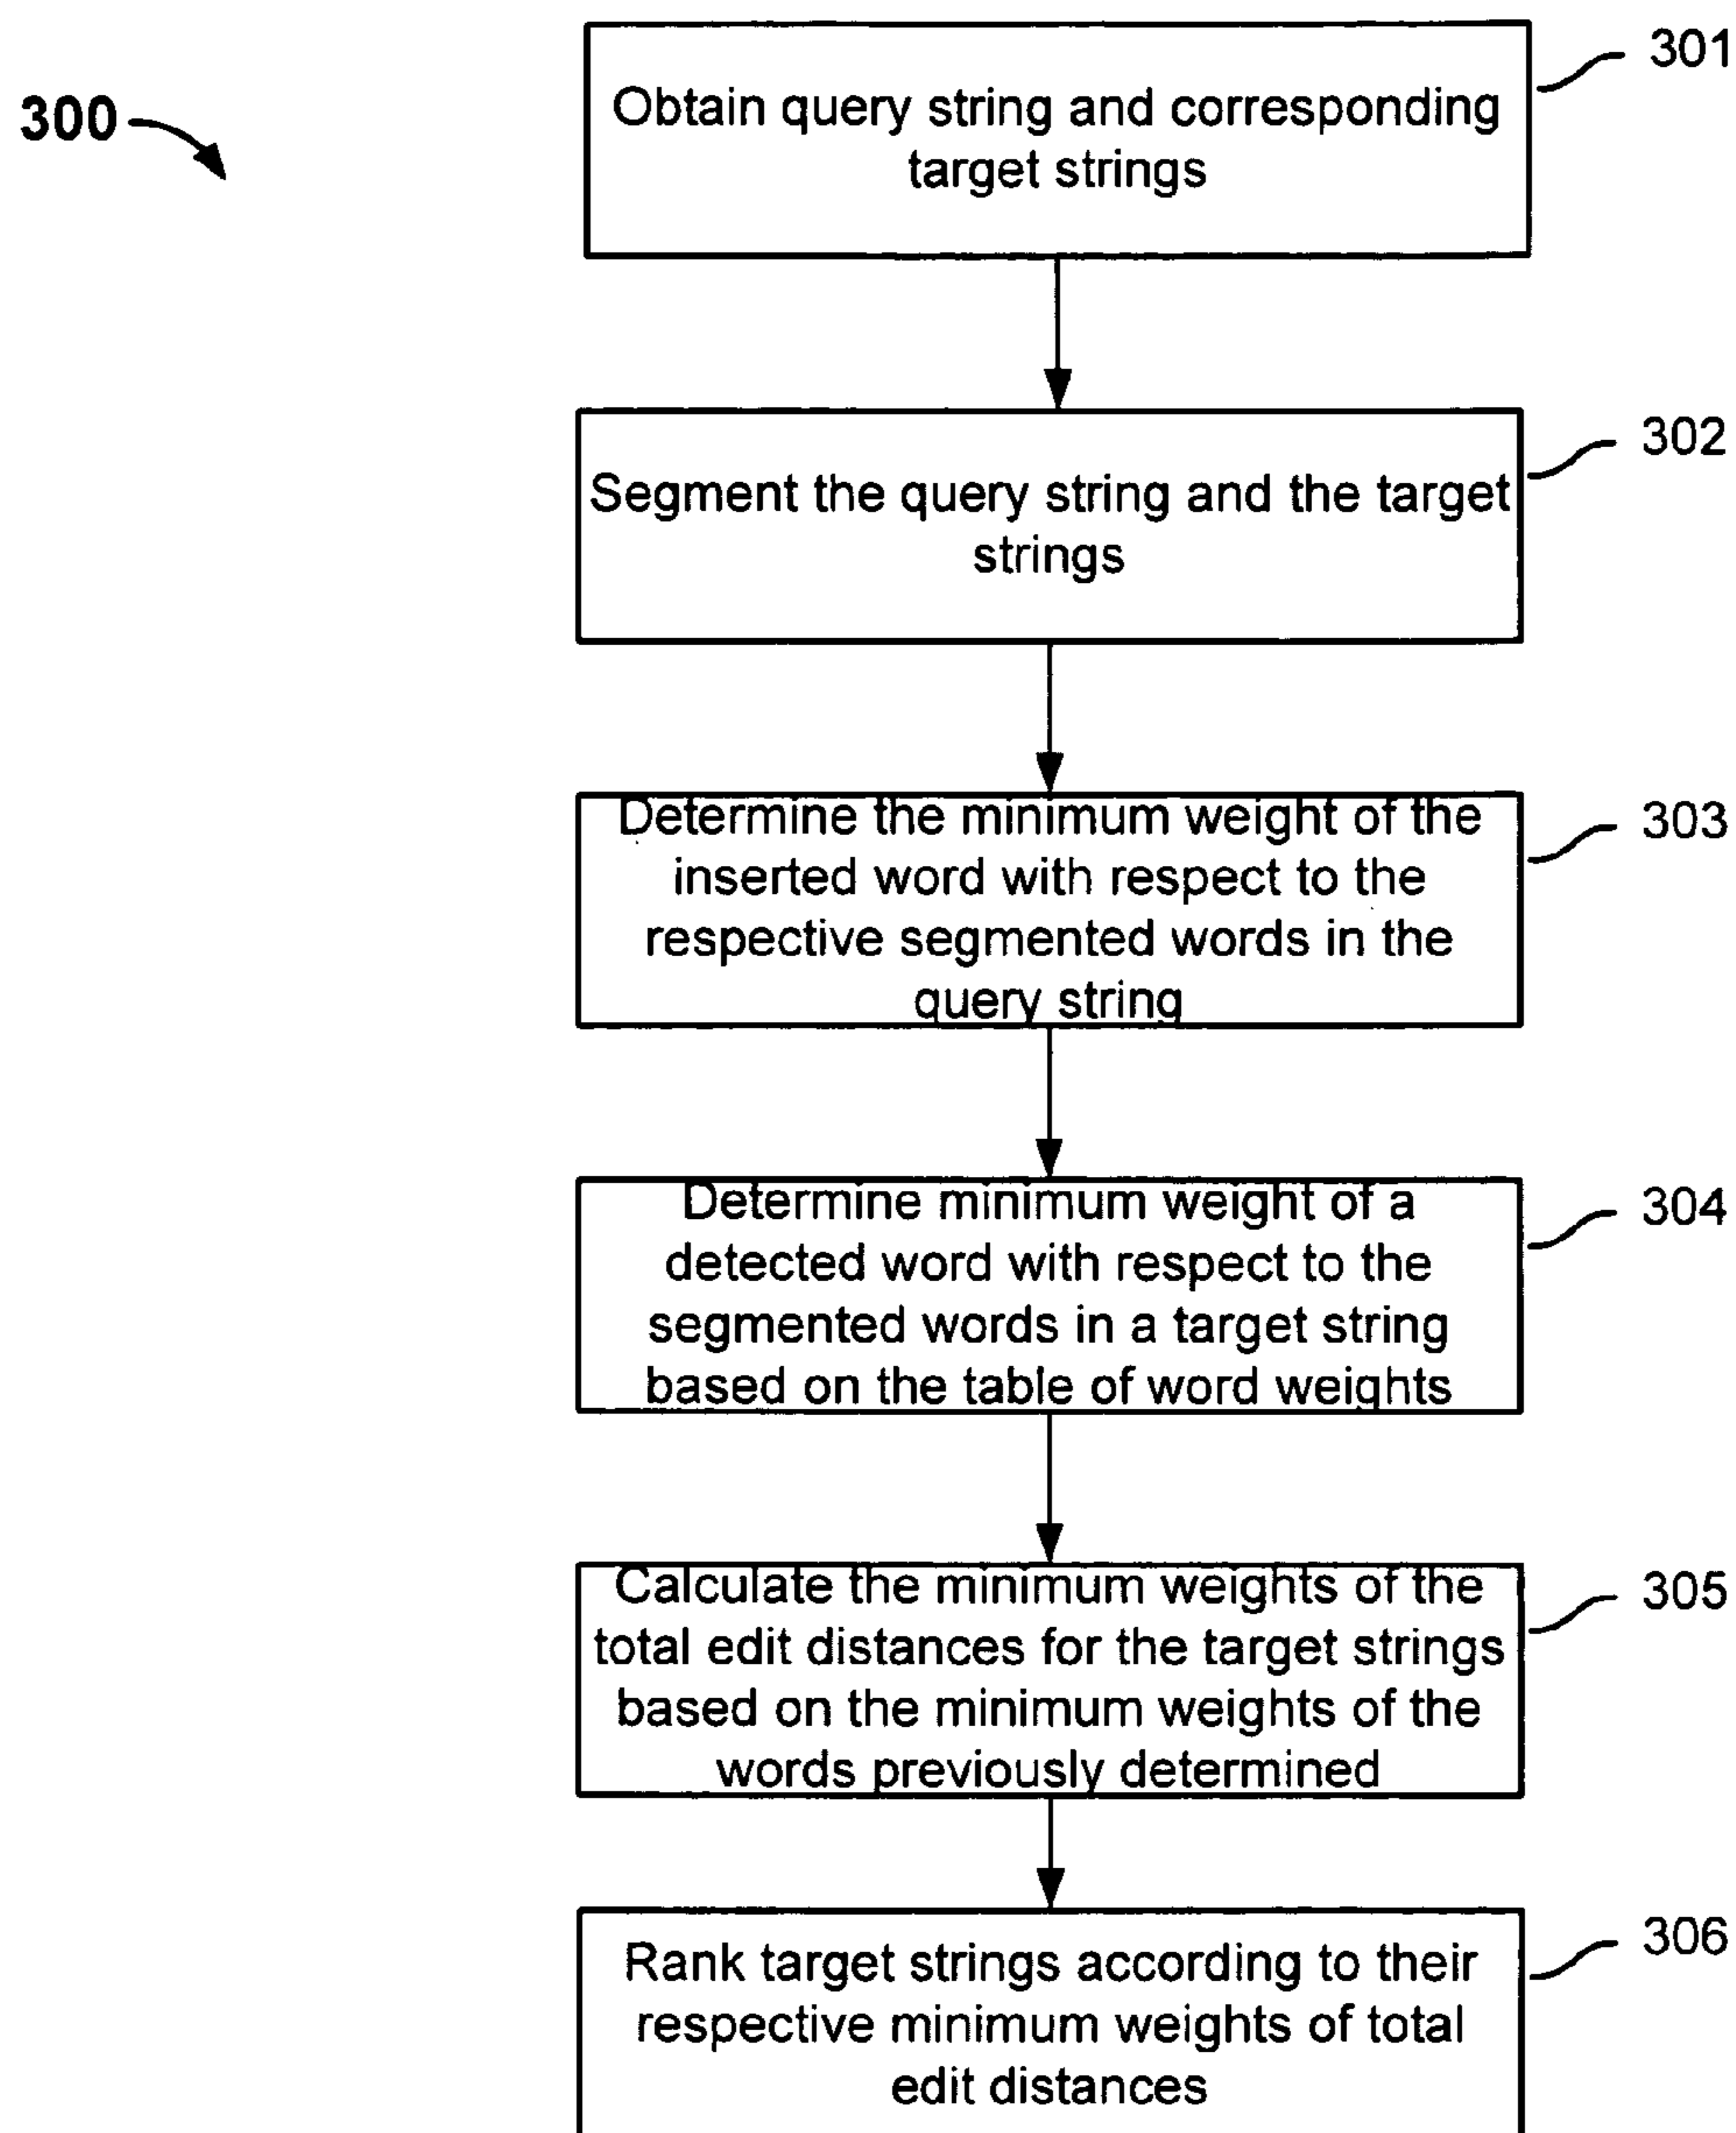 300
301
Obtain query string and corresponding
target strings
302
Segment the query string and the target
strings
303
Determine the minimum weight of the
inserted word with respect to the
respective segmented words in the
query string
304
Determine minimum weight of a
detected word with respect to the
segmented words in a target string
based on the table of word weights
305
Calculate the minimum weights of the
total edit distances for the target strings
based on the minimum weights of the
words previously determined
306
Rank target strings according to their
respective minimum weights of total
edit distances